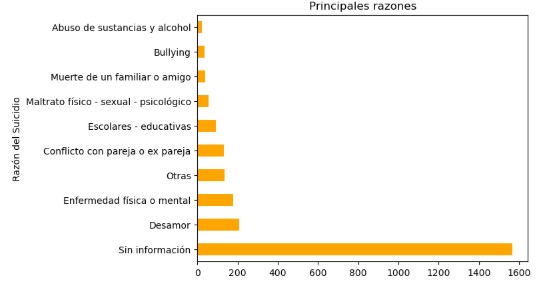 Principales razones
Razón del Suicidio
Abuso de sustancias y alcohol
Bullying
Muerte de un familiar o amigo
Maltrato físico - sexual - psicológico
Escolares - educativas
Conflicto con pareja o ex pareja
Otras
Enfermedad física o mental
Desamor
Sin información
0 200 400 600 800 1000 1200 1400 1600